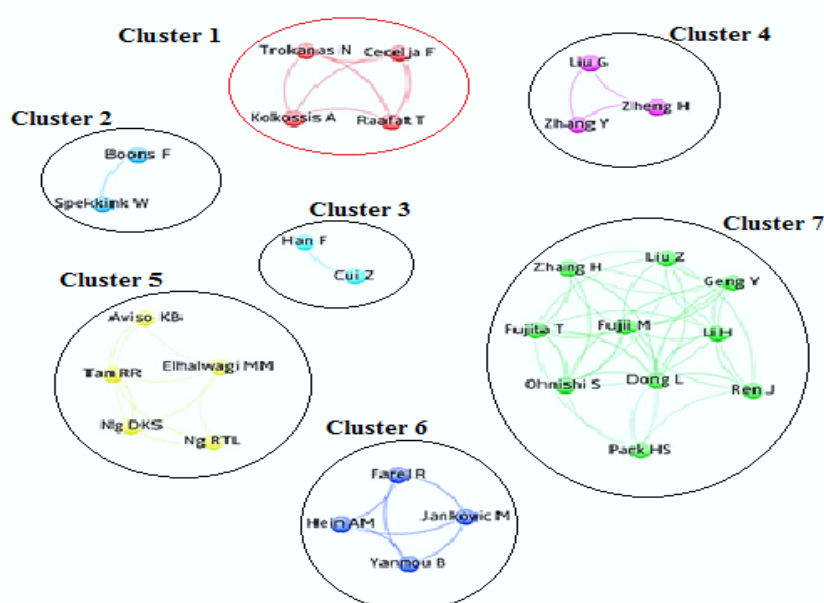 Cluster 1
Trokanas N
Cecelja F
Kolkossis A
Raafat T
Cluster 4
Liu G
Zheng H
Zhang Y
Cluster 2
Boons F
Spekkink W
Cluster 3
Han F
Cui Z
Cluster 7
Zhang H
Liu Z
Geng Y
Fujita T
Fujii M
Li H
Ohnishi S
Dong L
Ren J
Park HS
Cluster 5
Aviso KB
Elhalwagi MM
Tan RR
Ng DKS
Ng RTL
Cluster 6
Farel R
Hein AM
Jankovic M
Yannou B